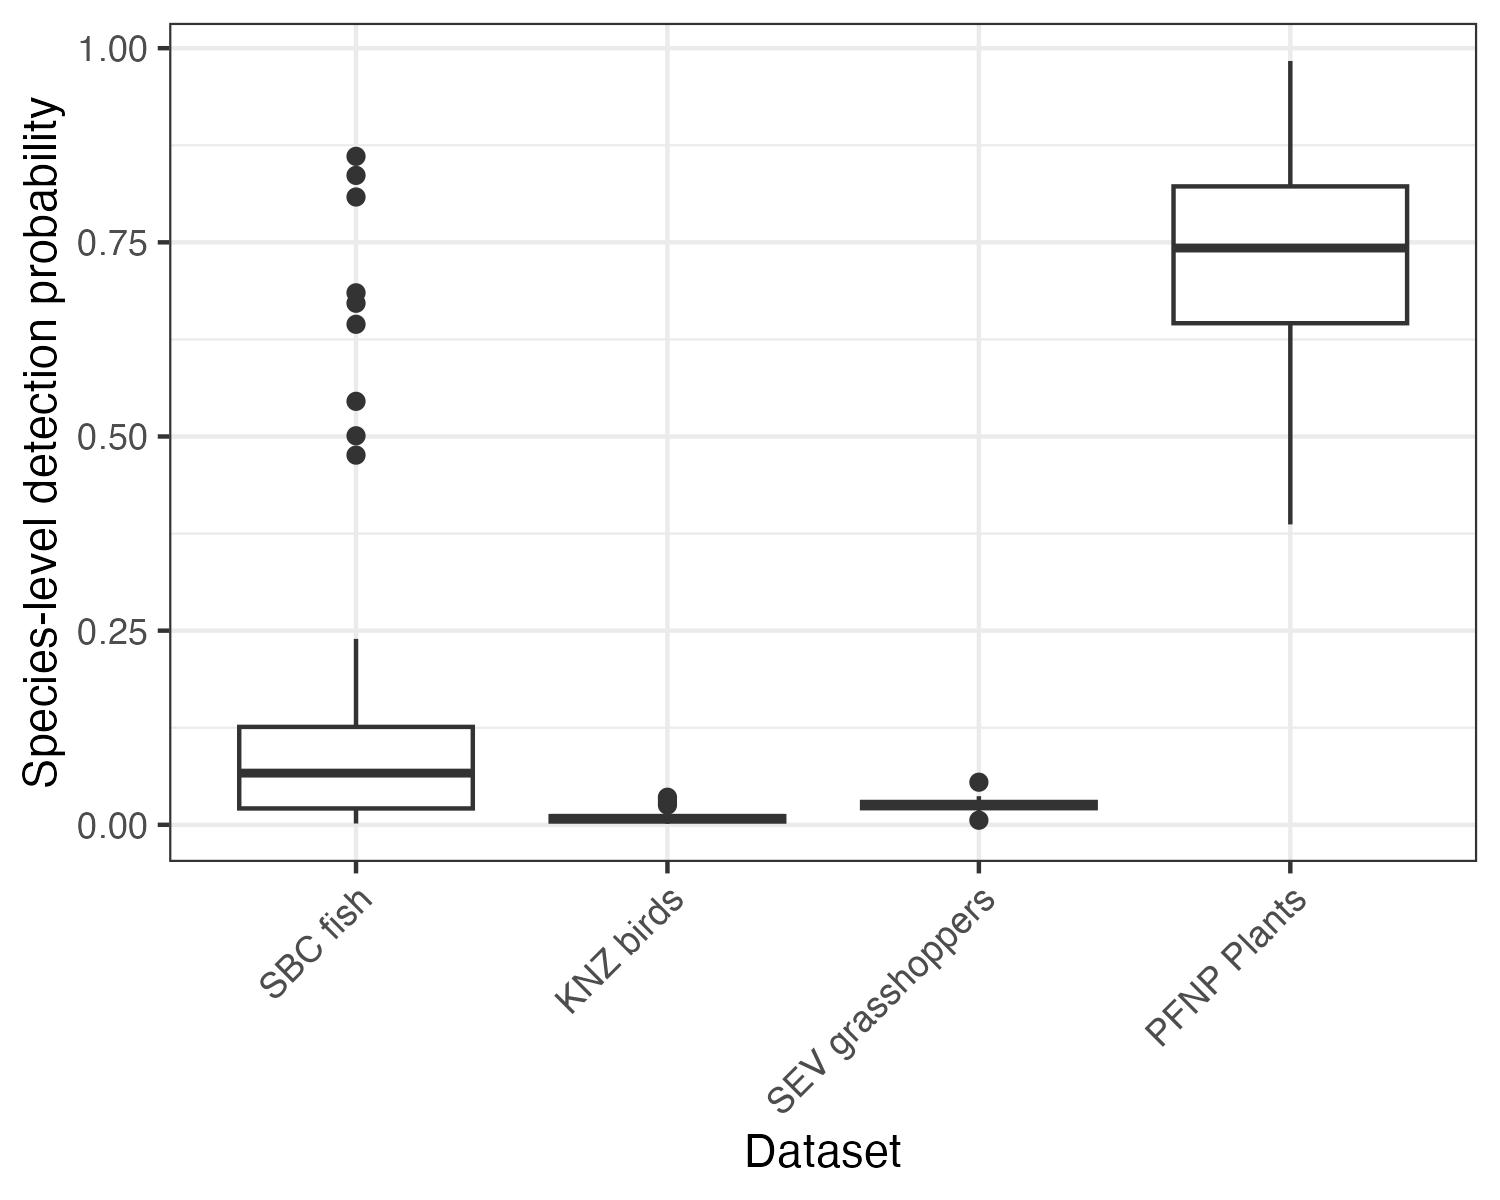 Species-level detection probability
1.00
0.75
0.50
0.25
0.00
SBC fish
KNZ birds
SEV grasshoppers
PFNP Plants
Dataset